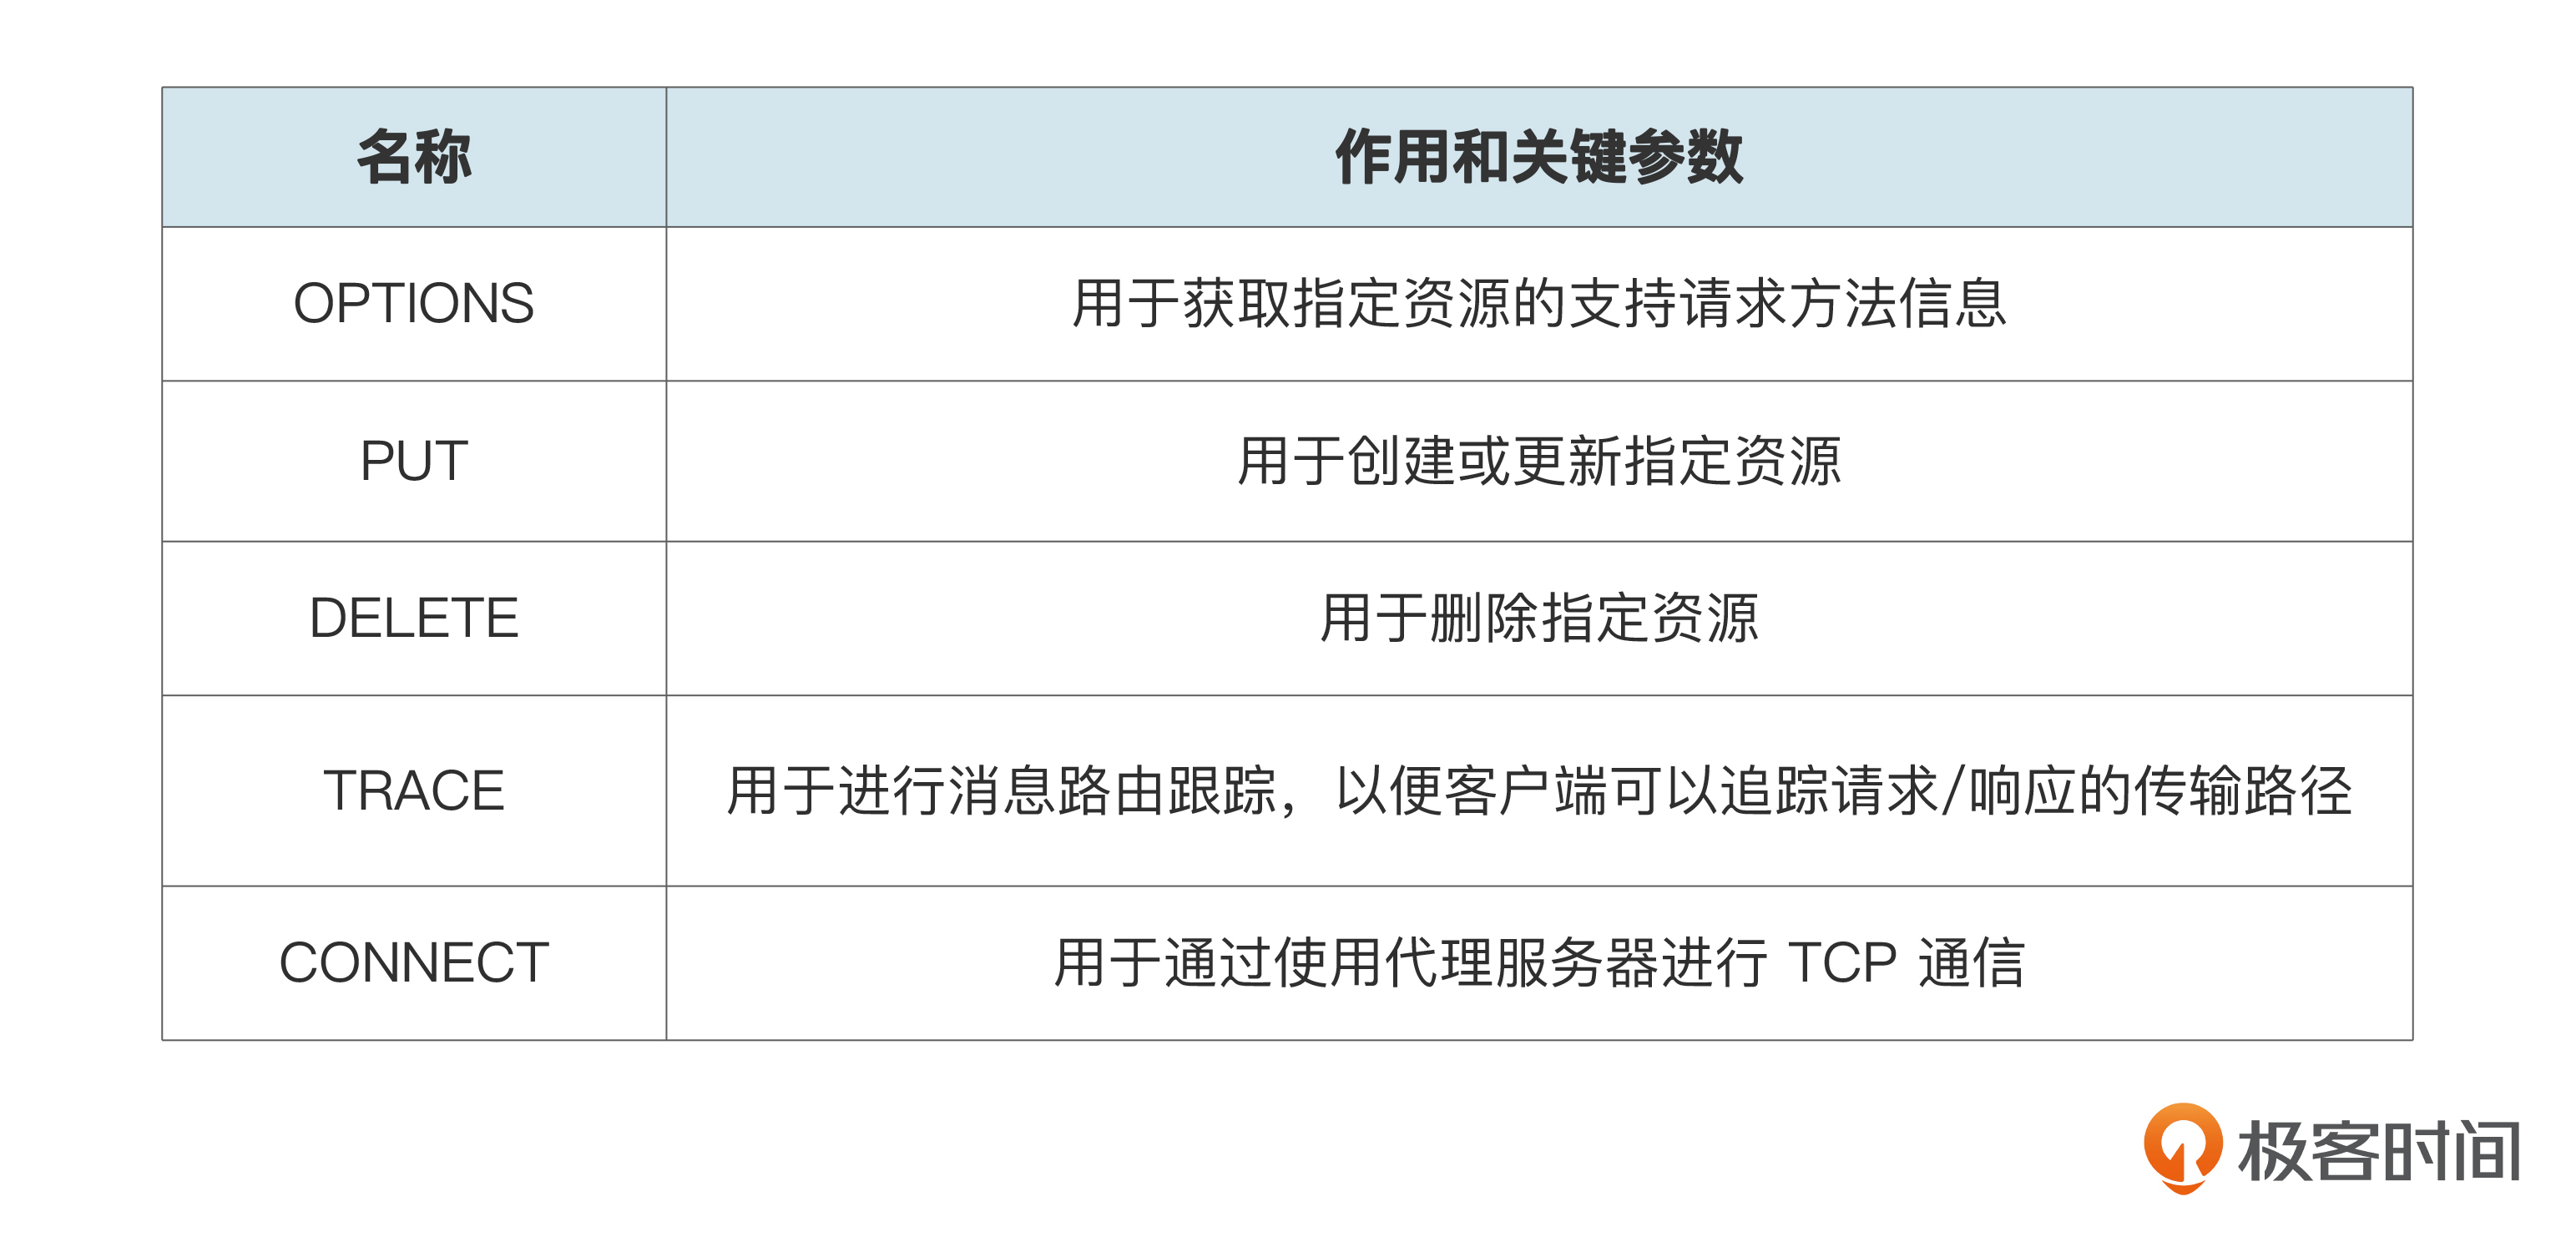 名称 作用和关键参数
OPTIONS 用于获取指定资源的支持请求方法信息
PUT 用于创建或更新指定资源
DELETE 用于删除指定资源
TRACE 用于进行消息路由跟踪，以便客户端可以追踪请求/响应的传输路径
CONNECT 用于通过使用代理服务器进行 TCP 通信
极客时间